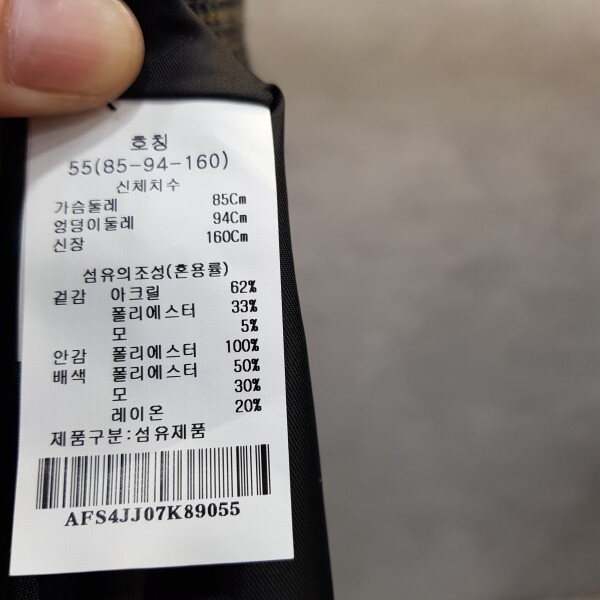 호칭
55(85-94-160)
신체치수
가슴둘레 85Cm
엉덩이둘레 94Cm
신장 160Cm
섬유의조성(혼용률)
겉감 아크릴 62%
폴리에스터 33%
모 5%
안감 폴리에스터 100%
배색 폴리에스터 50%
모 30%
레이온 20%
제품구분:섬유제품
AFS4JJ07K89055